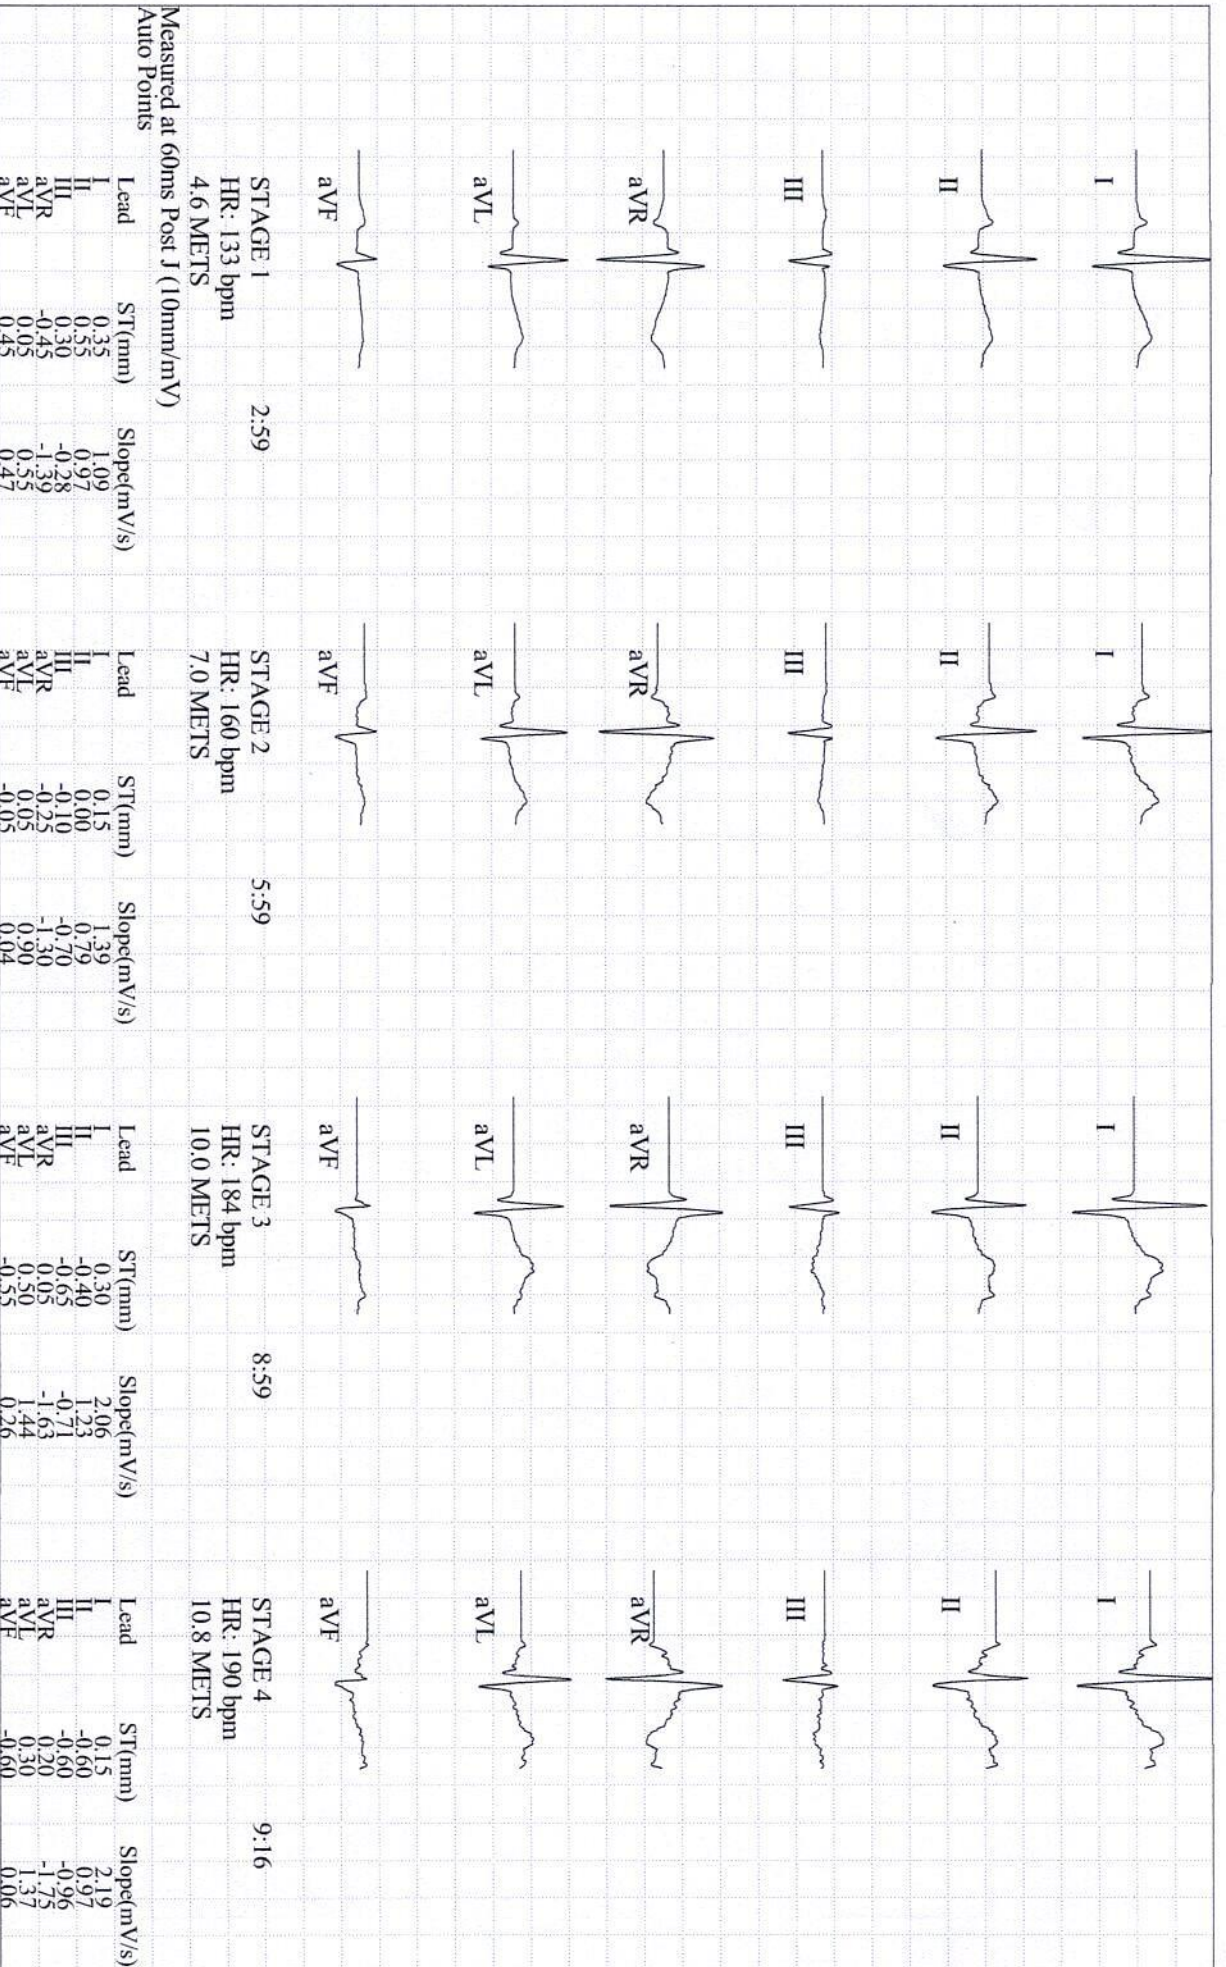 I I I I
II II II II
III III III III
aVR aVR aVR aVR
aVL aVL aVL aVL
aVF aVF aVF aVF
STAGE 1 2:59 STAGE 2 5:59 STAGE 3 8:59 STAGE 4 9:16
HR: 133 bpm HR: 160 bpm HR: 184 bpm HR: 190 bpm
4.6 METS 7.0 METS 10.0 METS 10.8 METS
Measured at 60ms Post J (10mm/mV)
Auto Points
Lead ST(mm) Slope(mV/s) Lead ST(mm) Slope(mV/s) Lead ST(mm) Slope(mV/s) Lead ST(mm) Slope(mV/s)
I 0.35 1.09 I 0.15 1.39 I 0.30 2.06 I 0.15 2.19
II 0.55 0.97 II 0.00 0.79 II -0.40 1.23 II -0.60 0.97
III 0.30 -0.28 III -0.10 -0.70 III -0.65 -0.71 III -0.60 -0.96
aVR -0.45 -1.39 aVR -0.25 -1.30 aVR 0.05 -1.63 aVR 0.20 -1.75
aVL 0.05 0.55 aVL 0.05 0.90 aVL 0.50 1.44 aVL 0.30 1.37
aVF 0.45 0.47 aVF -0.05 0.04 aVF -0.55 0.26 aVF -0.60 0.06